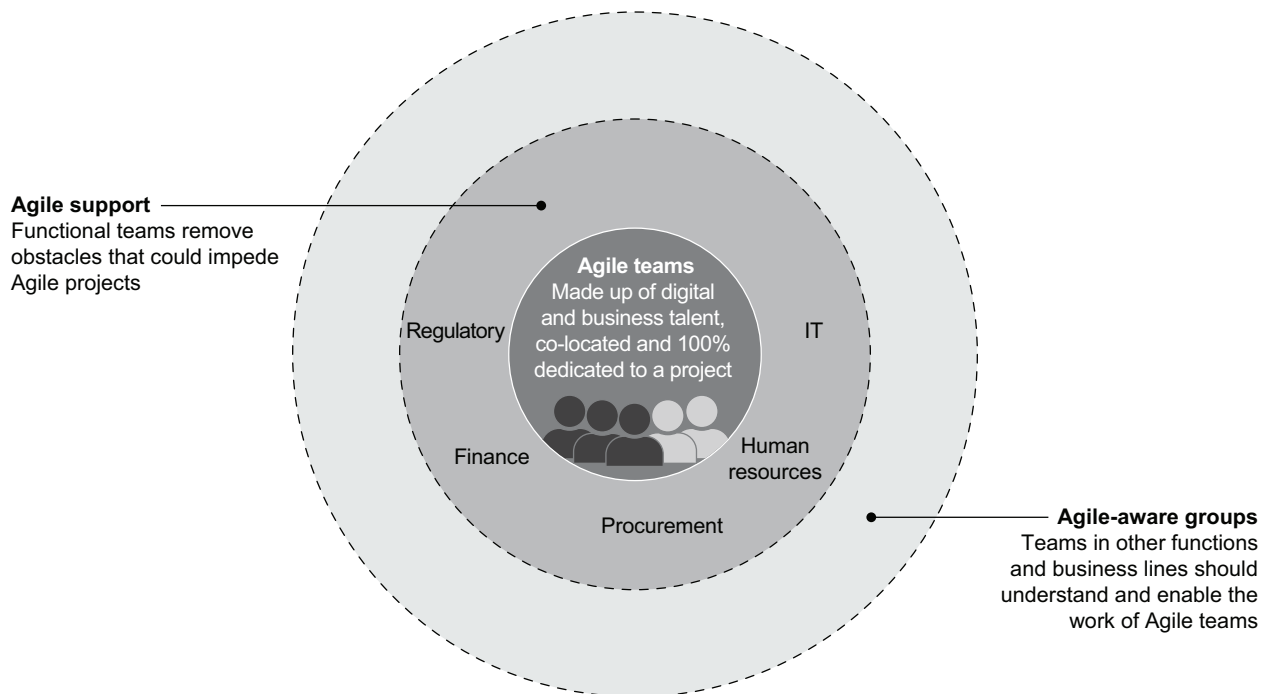 Agile support
Functional teams remove
obstacles that could impede
Agile projects
Agile teams
Made up of digital
and business talent,
co-located and 100%
dedicated to a project
Regulatory
IT
Finance
Human
resources
Procurement
Agile-aware groups
Teams in other functions
and business lines should
understand and enable the
work of Agile teams